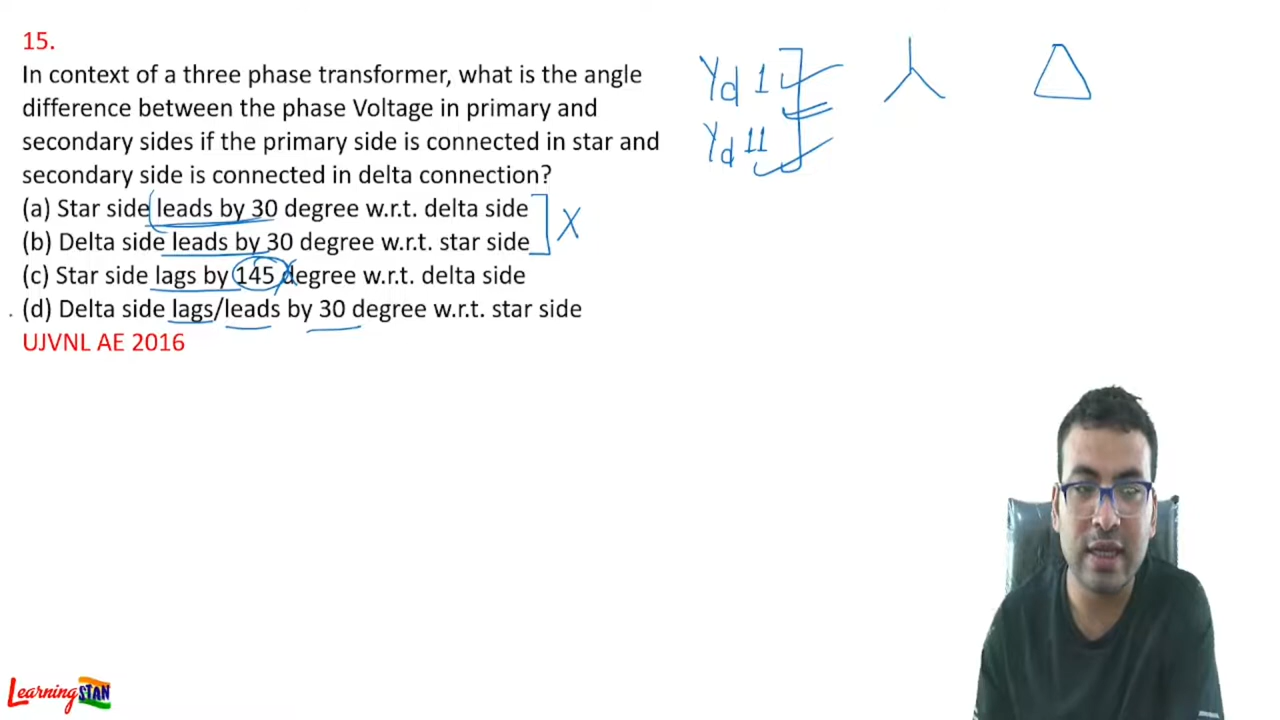 15.
In context of a three phase transformer, what is the angle
difference between the phase Voltage in primary and
secondary sides if the primary side is connected in star and
secondary side is connected in delta connection?
(a) Star side leads by 30 degree w.r.t. delta side
(b) Delta side leads by 30 degree w.r.t. star side
(c) Star side lags by 145 degree w.r.t. delta side
(d) Delta side lags/leads by 30 degree w.r.t. star side
UJVNL AE 2016
Yd 1
Yd 11
X
Learning STAN